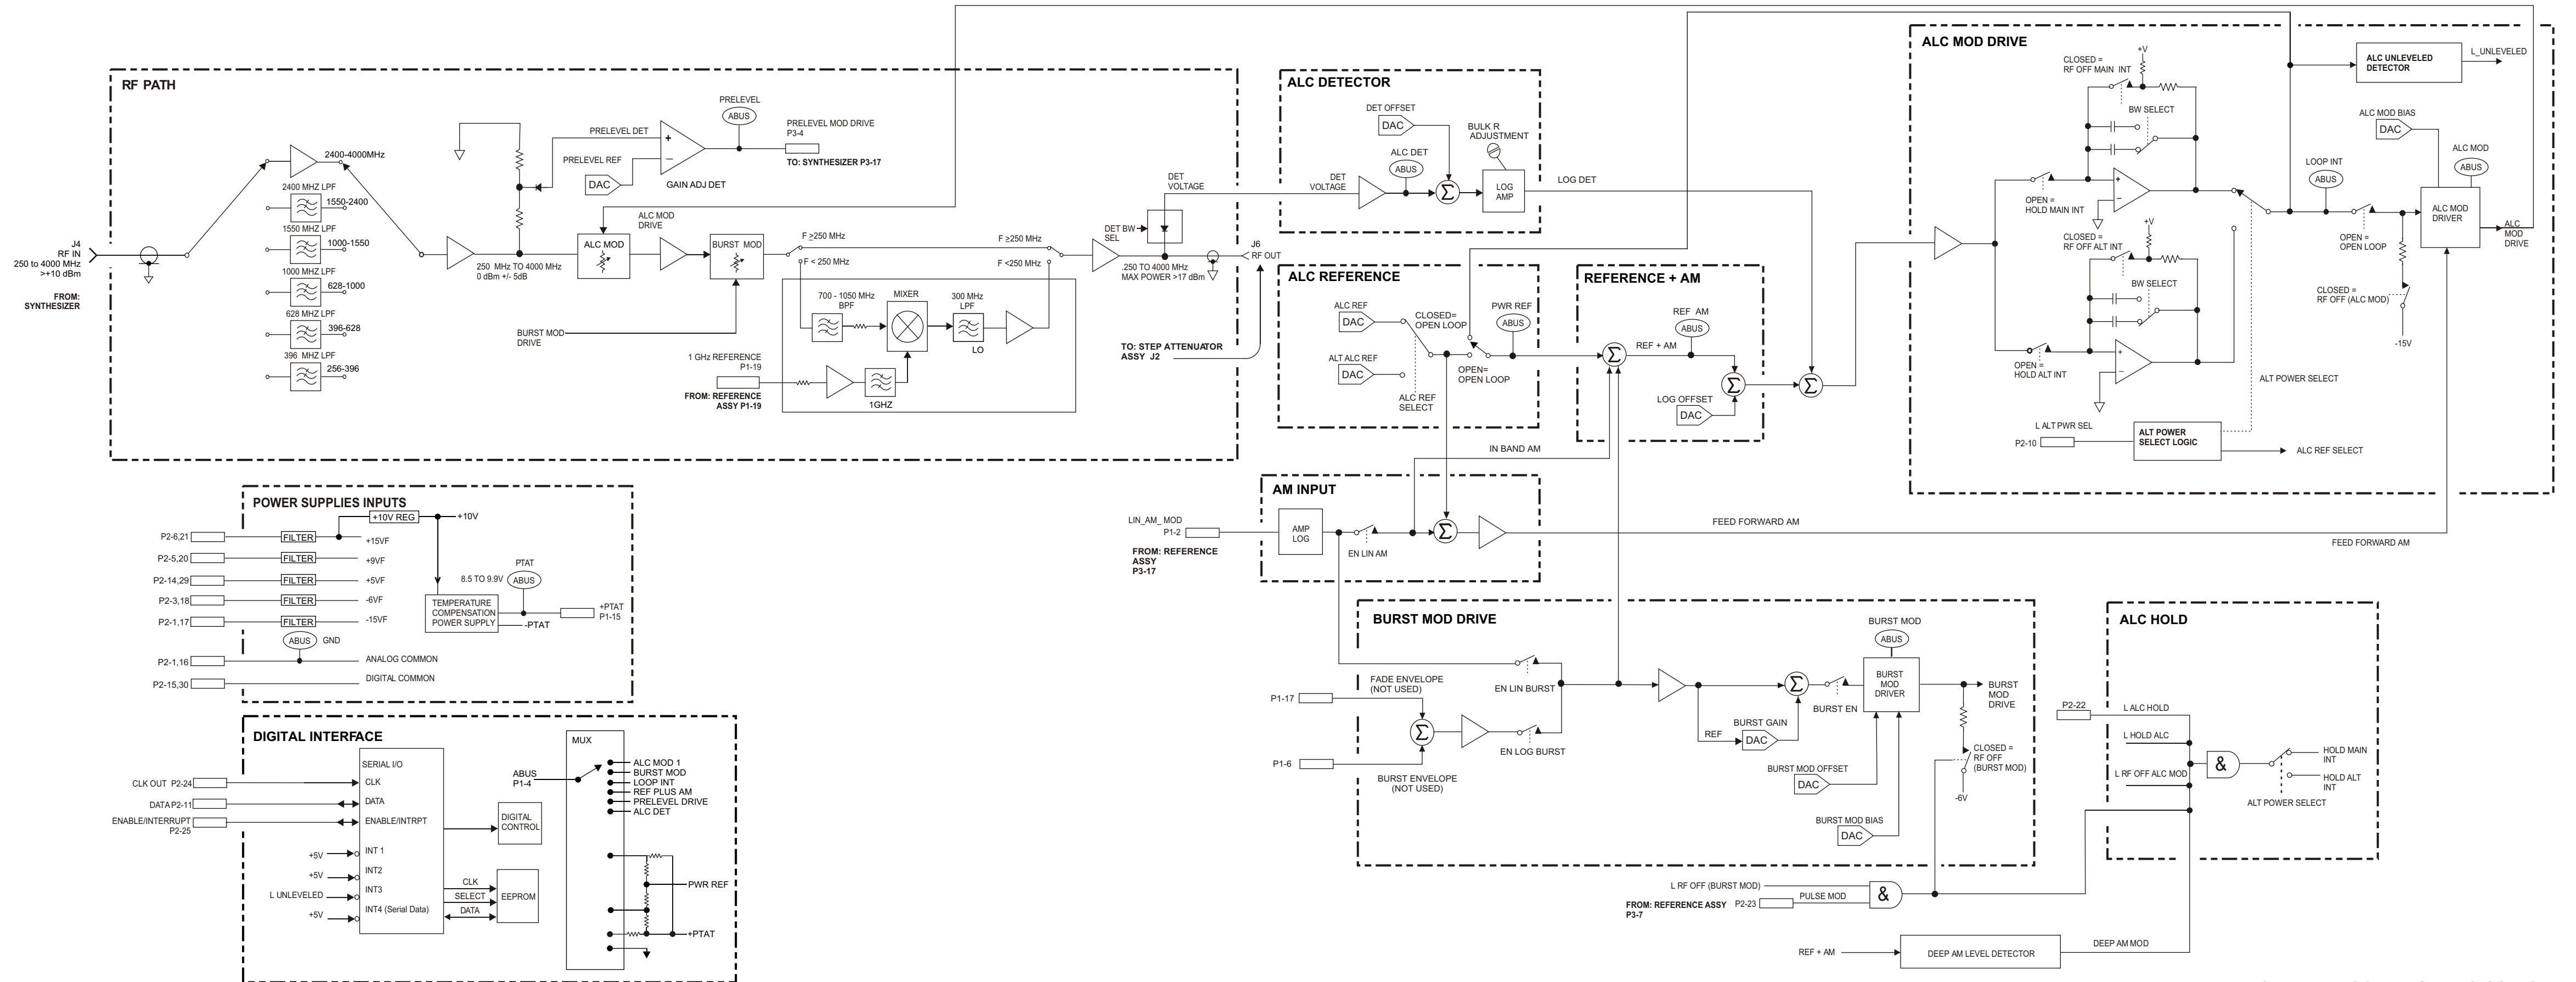 RF PATH
J4
RF IN
250 to 4000 MHz
>+10 dBm
FROM:
SYNTHESIZER
2400-4000MHz
2400 MHZ LPF
1550-2400
1550 MHZ LPF
1000-1550
1000 MHZ LPF
628-1000
628 MHZ LPF
396-628
396 MHZ LPF
256-396
PRELEVEL DET
PRELEVEL REF
DAC
+
−
GAIN ADJ DET
PRELEVEL
ABUS
PRELEVEL MOD DRIVE
P3-4
TO: SYNTHESIZER P3-17
250 MHz TO 4000 MHz
0 dBm +/- 5dB
ALC MOD
DRIVE
ALC MOD
BURST MOD
BURST MOD
DRIVE
F ≥250 MHz
F < 250 MHz
F ≥250 MHz
F <250 MHz
700 - 1050 MHz
BPF
MIXER
300 MHz
LPF
LO
1 GHz REFERENCE
P1-19
FROM: REFERENCE
ASSY P1-19
1GHZ
DET
VOLTAGE
DET BW
SEL
.250 TO 4000 MHz
MAX POWER >17 dBm
J6
RF OUT
TO: STEP ATTENUATOR
ASSY J2
ALC DETECTOR
DET OFFSET
DAC
BULK R
ADJUSTMENT
ALC DET
ABUS
DET
VOLTAGE
Σ
LOG
AMP
LOG DET
ALC REFERENCE
ALC REF
DAC
ALT ALC REF
DAC
CLOSED=
OPEN LOOP
OPEN=
OPEN LOOP
ALC REF
SELECT
PWR REF
ABUS
REFERENCE + AM
REF AM
ABUS
Σ
REF + AM
Σ
LOG OFFSET
DAC
Σ
IN BAND AM
AM INPUT
LIN_AM_ MOD
P1-2
FROM: REFERENCE
ASSY
P3-17
AMP
LOG
EN LIN AM
Σ
FEED FORWARD AM
FEED FORWARD AM
ALC MOD DRIVE
CLOSED =
RF OFF MAIN INT
+V
BW SELECT
OPEN =
HOLD MAIN INT
+
−
CLOSED =
RF OFF ALT INT
+V
BW SELECT
OPEN =
HOLD ALT INT
+
−
ALT POWER SELECT
L ALT PWR SEL
P2-10
ALT POWER
SELECT LOGIC
ALC REF SELECT
ALC UNLEVELED
DETECTOR
L_UNLEVELED
ALC MOD BIAS
DAC
ALC MOD
ABUS
LOOP INT
ABUS
OPEN =
OPEN LOOP
ALC MOD
DRIVER
ALC
MOD
DRIVE
CLOSED =
RF OFF (ALC MOD)
-15V
POWER SUPPLIES INPUTS
+10V REG
+10V
P2-6,21
FILTER
+15VF
P2-5,20
FILTER
+9VF
P2-14,29
FILTER
+5VF
P2-3,18
FILTER
-6VF
P2-1,17
FILTER
-15VF
ABUS
GND
P2-1,16
ANALOG COMMON
P2-15,30
DIGITAL COMMON
8.5 TO 9.9V
PTAT
ABUS
TEMPERATURE
COMPENSATION
POWER SUPPLY
+PTAT
P1-15
-PTAT
DIGITAL INTERFACE
SERIAL I/O
CLK OUT P2-24
CLK
DATA P2-11
DATA
ENABLE/INTERRUPT
P2-25
ENABLE/INTRPT
+5V
INT 1
+5V
INT2
L UNLEVELED
INT3
+5V
INT4 (Serial Data)
DIGITAL
CONTROL
CLK
SELECT
DATA
EEPROM
MUX
ABUS
P1-4
ALC MOD 1
BURST MOD
LOOP INT
REF PLUS AM
PRELEVEL DRIVE
ALC DET
PWR REF
+PTAT
BURST MOD DRIVE
FADE ENVELOPE
(NOT USED)
P1-17
P1-6
BURST ENVELOPE
(NOT USED)
Σ
EN LIN BURST
EN LOG BURST
REF
BURST GAIN
DAC
Σ
BURST EN
BURST MOD
ABUS
BURST
MOD
DRIVER
BURST
MOD
DRIVE
BURST MOD OFFSET
DAC
BURST MOD BIAS
DAC
CLOSED =
RF OFF
(BURST MOD)
-6V
ALC HOLD
P2-22
L ALC HOLD
L HOLD ALC
L RF OFF ALC MOD
&
HOLD MAIN
INT
HOLD ALT
INT
ALT POWER SELECT
L RF OFF (BURST MOD)
FROM: REFERENCE ASSY
P3-7
P2-23
PULSE MOD
&
REF + AM
DEEP AM LEVEL DETECTOR
DEEP AM MOD